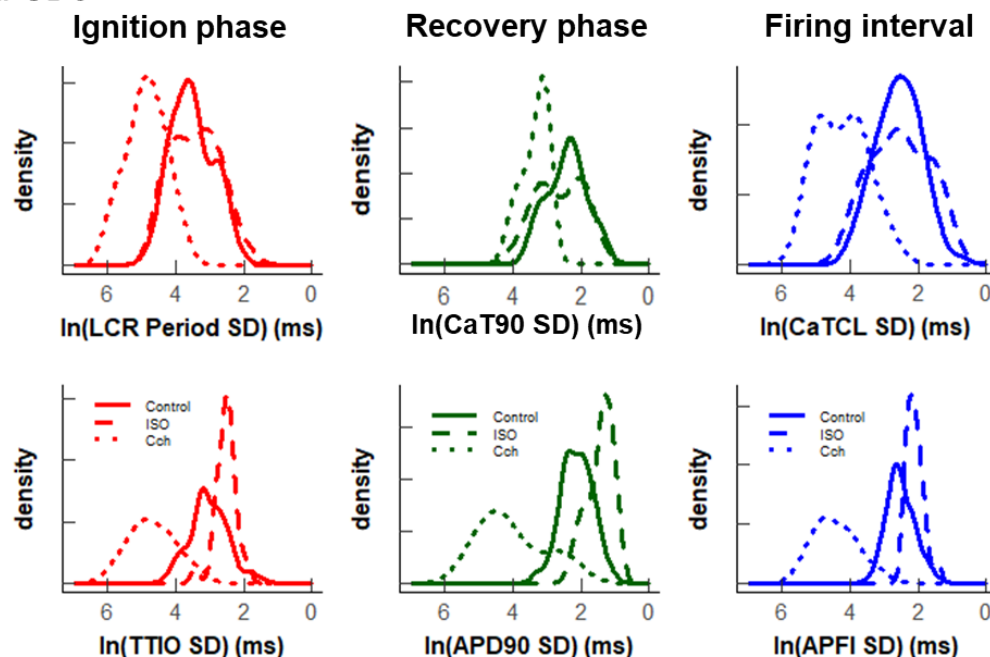 Ignition phase Recovery phase Firing interval
density density density
6 4 2 0 6 4 2 0 6 4 2 0
ln(LCR Period SD) (ms) ln(CaT90 SD) (ms) ln(CaTCL SD) (ms)
Control Control Control
ISO ISO ISO
Cch Cch Cch
density density density
6 4 2 0 6 4 2 0 6 4 2 0
ln(TTIO SD) (ms) ln(APD90 SD) (ms) ln(APFI SD) (ms)